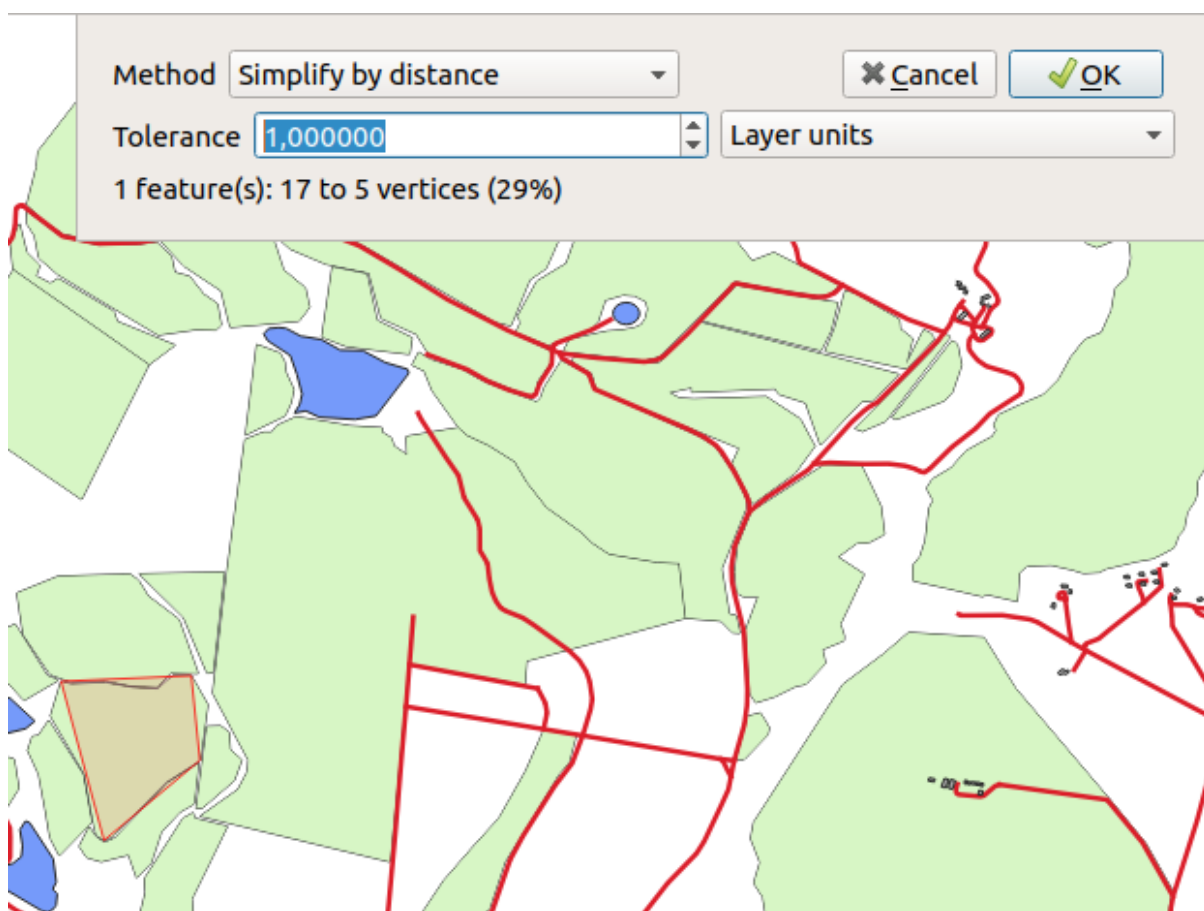 Method Simplify by distance Cancel OK
Tolerance 1,000000 Layer units
1 feature(s): 17 to 5 vertices (29%)